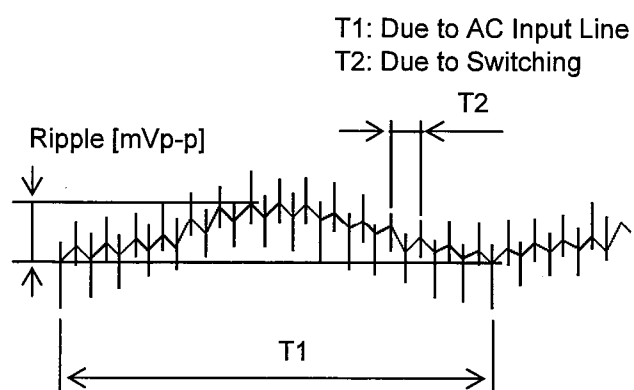 T1: Due to AC Input Line
T2: Due to Switching
T2
Ripple [mVp-p]
T1